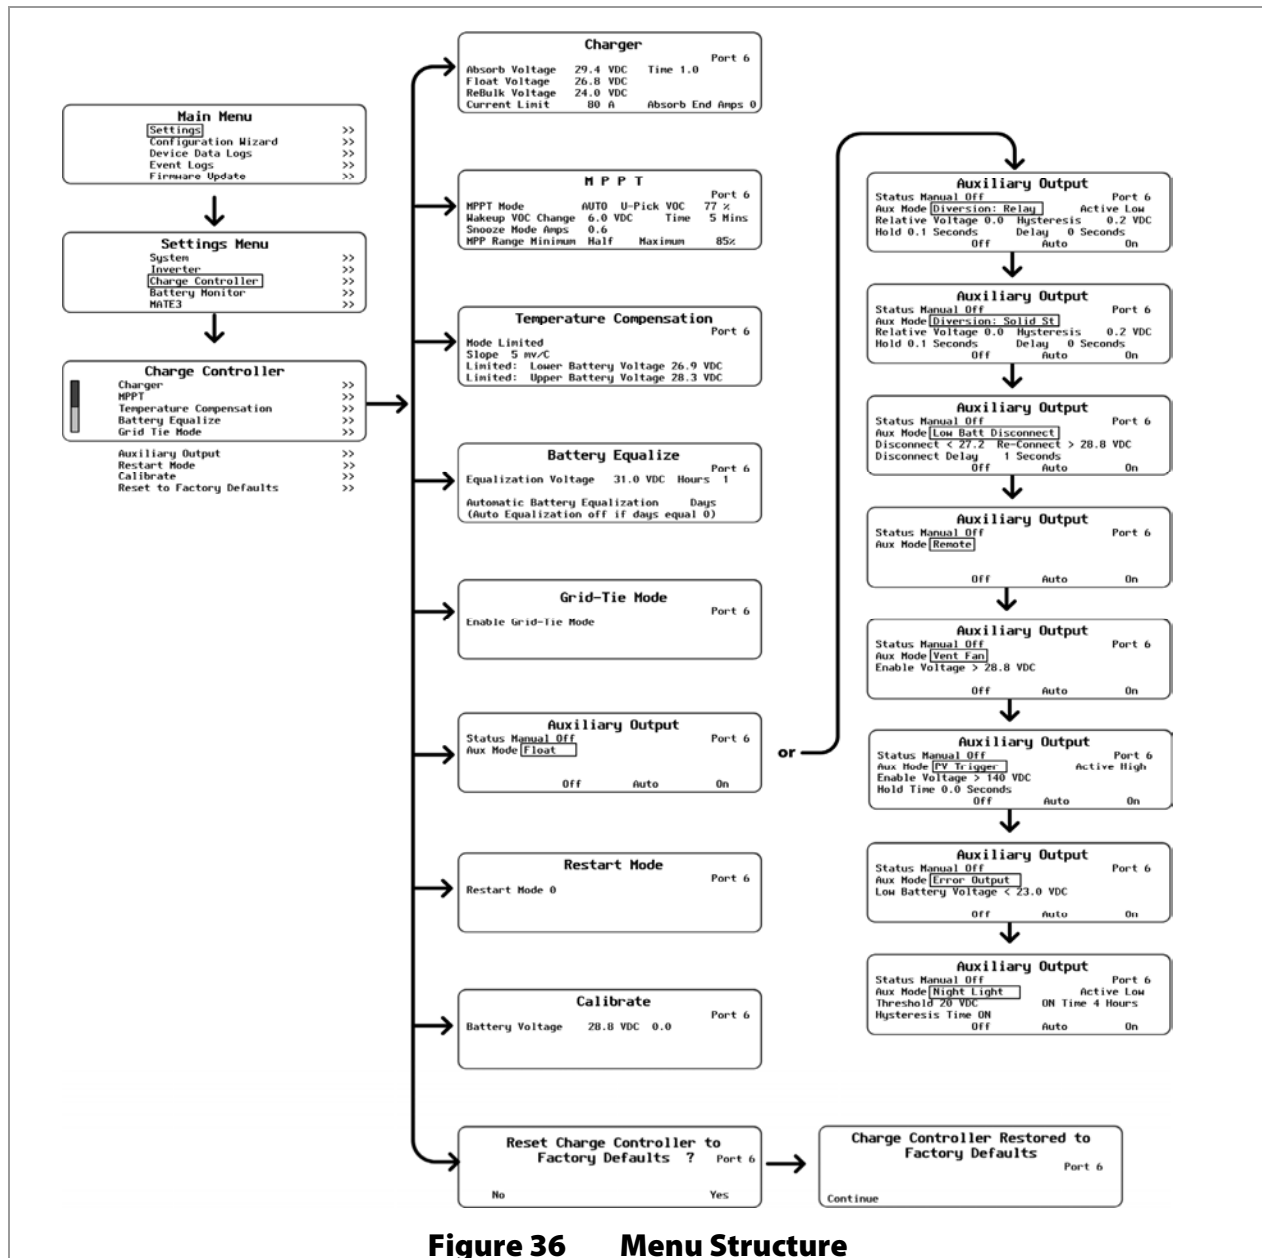 Main Menu
Settings >>
Configuration Wizard >>
Device Data Logs >>
Event Logs >>
Firmware Update >>
Settings Menu
System >>
Inverter >>
Charge Controller >>
Battery Monitor >>
MATE3 >>
Charge Controller
Charger >>
MPPT >>
Temperature Compensation >>
Battery Equalize >>
Grid Tie Mode >>
Auxiliary Output >>
Restart Mode >>
Calibrate >>
Reset to Factory Defaults >>
Charger
Port 6
Absorb Voltage 29.4 VDC Time 1.0
Float Voltage 26.8 VDC
ReBulk Voltage 24.0 VDC
Current Limit 80 A Absorb End Amps 0
M P P T
Port 6
MPPT Mode AUTO U-Pick VOC 77 %
Wakeup VOC Change 6.0 VDC Time 5 Mins
Snooze Mode Amps 0.6
MPP Range Minimum Half Maximum 85%
Temperature Compensation
Port 6
Mode Limited
Slope 5 mv/C
Limited: Lower Battery Voltage 26.9 VDC
Limited: Upper Battery Voltage 28.3 VDC
Battery Equalize
Port 6
Equalization Voltage 31.0 VDC Hours 1
Automatic Battery Equalization Days
(Auto Equalization off if days equal 0)
Grid-Tie Mode
Port 6
Enable Grid-Tie Mode
Auxiliary Output
Status Manual Off Port 6
Aux Mode Float
Off Auto On
or
Restart Mode
Port 6
Restart Mode 0
Calibrate
Port 6
Battery Voltage 28.8 VDC 0.0
Reset Charge Controller to
Factory Defaults ? Port 6
No Yes
Charge Controller Restored to
Factory Defaults
Port 6
Continue
Auxiliary Output
Status Manual Off Port 6
Aux Mode Diversion: Relay Active Low
Relative Voltage 0.0 Hysteresis 0.2 VDC
Hold 0.1 Seconds Delay 0 Seconds
Off Auto On
Auxiliary Output
Status Manual Off Port 6
Aux Mode Diversion: Solid St
Relative Voltage 0.0 Hysteresis 0.2 VDC
Hold 0.1 Seconds Delay 0 Seconds
Off Auto On
Auxiliary Output
Status Manual Off Port 6
Aux Mode Low Batt Disconnect
Disconnect < 27.2 Re-Connect > 28.8 VDC
Disconnect Delay 1 Seconds
Off Auto On
Auxiliary Output
Status Manual Off Port 6
Aux Mode Remote
Off Auto On
Auxiliary Output
Status Manual Off Port 6
Aux Mode Vent Fan
Enable Voltage > 28.8 VDC
Off Auto On
Auxiliary Output
Status Manual Off Port 6
Aux Mode PV Trigger Active High
Enable Voltage > 140 VDC
Hold Time 0.0 Seconds
Off Auto On
Auxiliary Output
Status Manual Off Port 6
Aux Mode Error Output
Low Battery Voltage < 23.0 VDC
Off Auto On
Auxiliary Output
Status Manual Off Port 6
Aux Mode Night Light Active Low
Threshold 20 VDC ON Time 4 Hours
Hysteresis Time ON
Off Auto On
Figure 36 Menu Structure